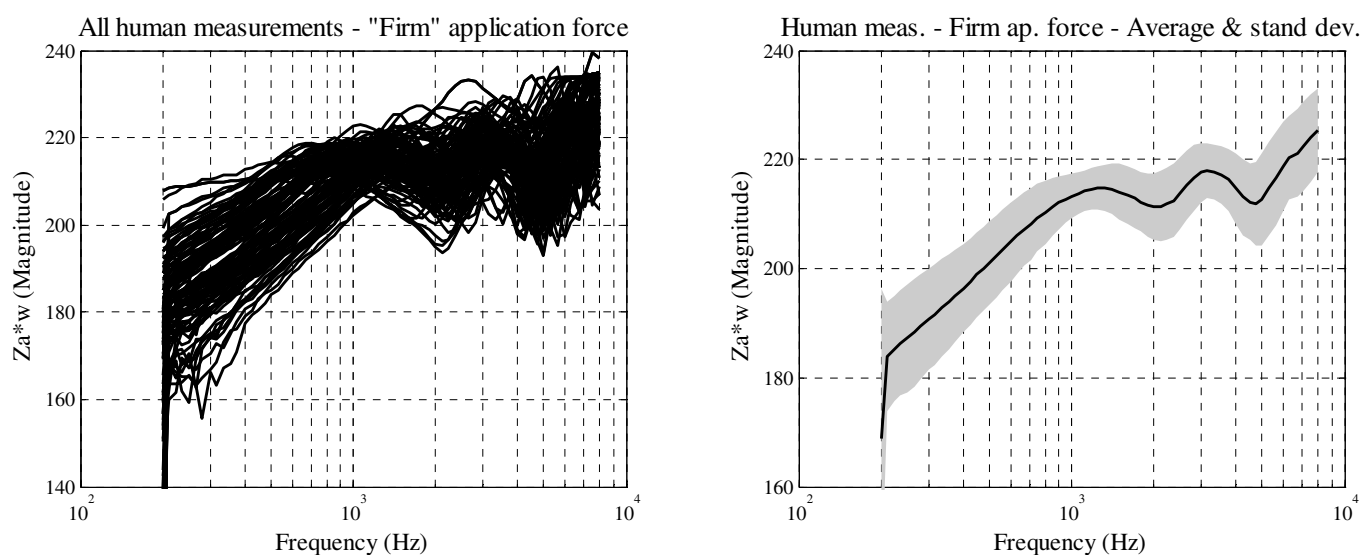 All human measurements - "Firm" application force
240
220
200
180
160
140
Za*w (Magnitude)
10^2
10^3
10^4
Frequency (Hz)
Human meas. - Firm ap. force - Average & stand dev.
240
220
200
180
160
Za*w (Magnitude)
10^2
10^3
10^4
Frequency (Hz)